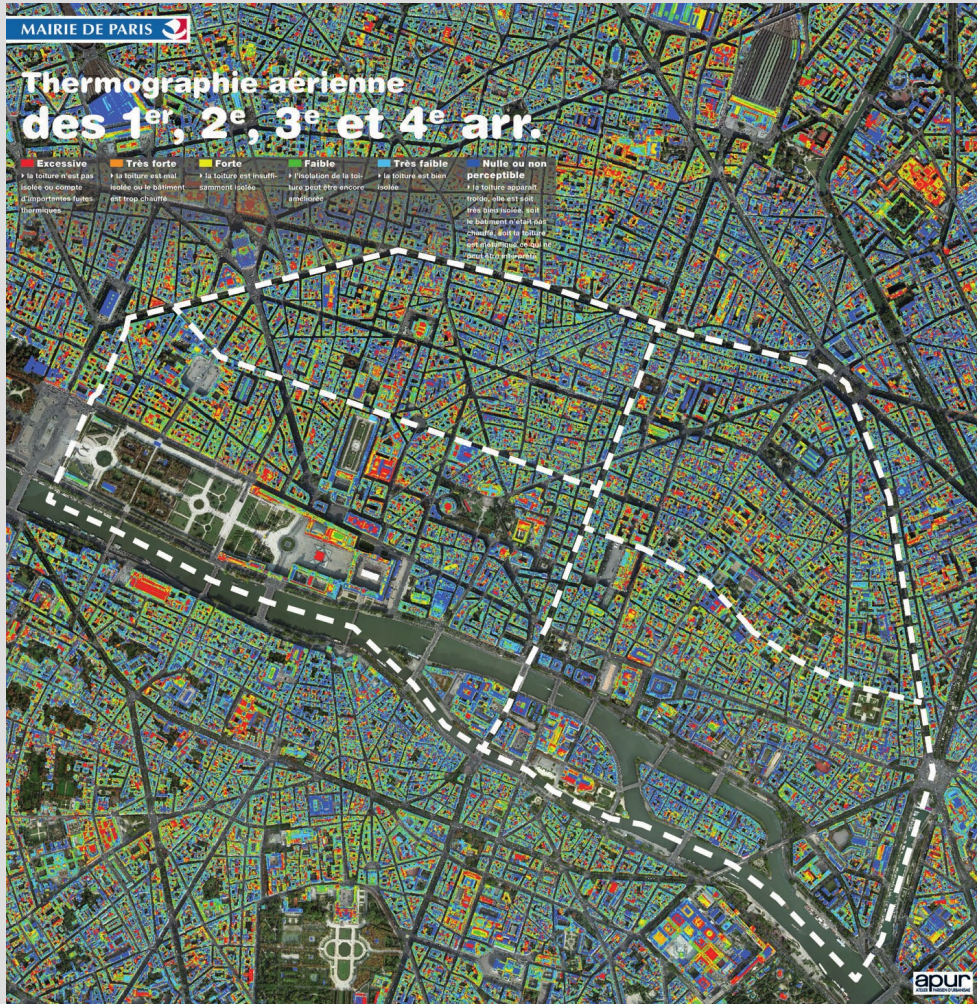 MAIRIE DE PARIS
Thermographie aérienne
des 1er, 2e, 3e et 4e arr.
Excessive
la toiture n'est pas
isolée ou compte
d'importantes fuites
thermiques
Très forte
la toiture est mal
isolée ou le bâtiment
est trop chauffé
Forte
la toiture est insuffi-
samment isolée
Faible
l'isolation de la toi-
ture peut être encore
améliorée
Très faible
la toiture est bien
isolée
Nulle ou non
perceptible
la toiture apparaît
froide, elle est soit
très bien isolée, soit
le bâtiment n'était pas
chauffé, soit la toiture
est métallique ce qui ne
peut être interprété
apur
ATELIER PARISIEN D'URBANISME